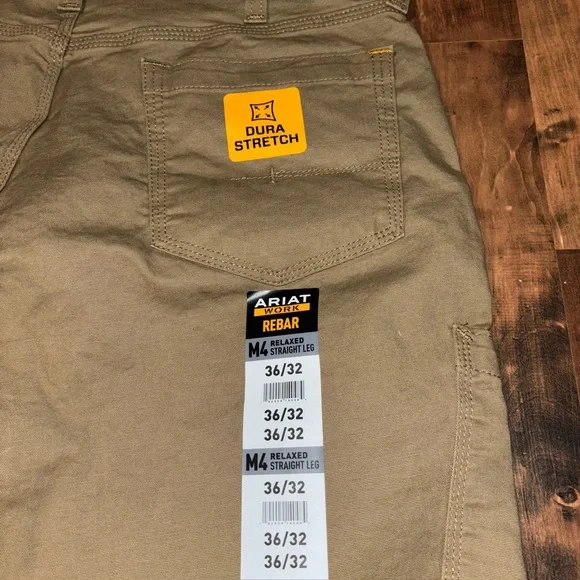 DURA
STRETCH
ARIAT
WORK
REBAR
M4 RELAXED
STRAIGHT LEG
36/32
36/32
36/32
M4 RELAXED
STRAIGHT LEG
36/32
36/32
36/32